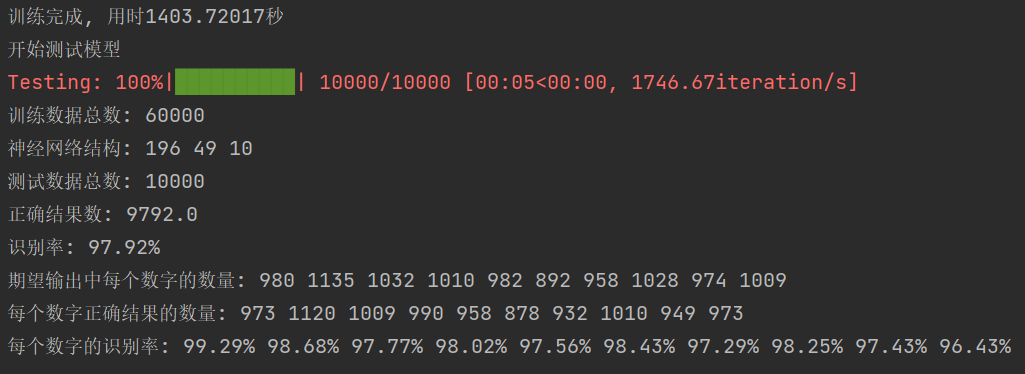 训练完成, 用时1403.72017秒
开始测试模型
Testing: 100%|██████████| 10000/10000 [00:05<00:00, 1746.67iteration/s]
训练数据总数: 60000
神经网络结构: 196 49 10
测试数据总数: 10000
正确结果数: 9792.0
识别率: 97.92%
期望输出中每个数字的数量: 980 1135 1032 1010 982 892 958 1028 974 1009
每个数字正确结果的数量: 973 1120 1009 990 958 878 932 1010 949 973
每个数字的识别率: 99.29% 98.68% 97.77% 98.02% 97.56% 98.43% 97.29% 98.25% 97.43% 96.43%